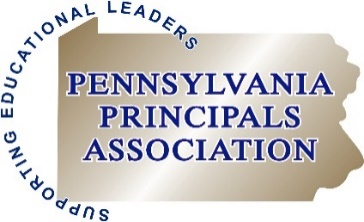 SUPPORTING EDUCATIONAL LEADERS
PENNSYLVANIA
PRINCIPALS
ASSOCIATION